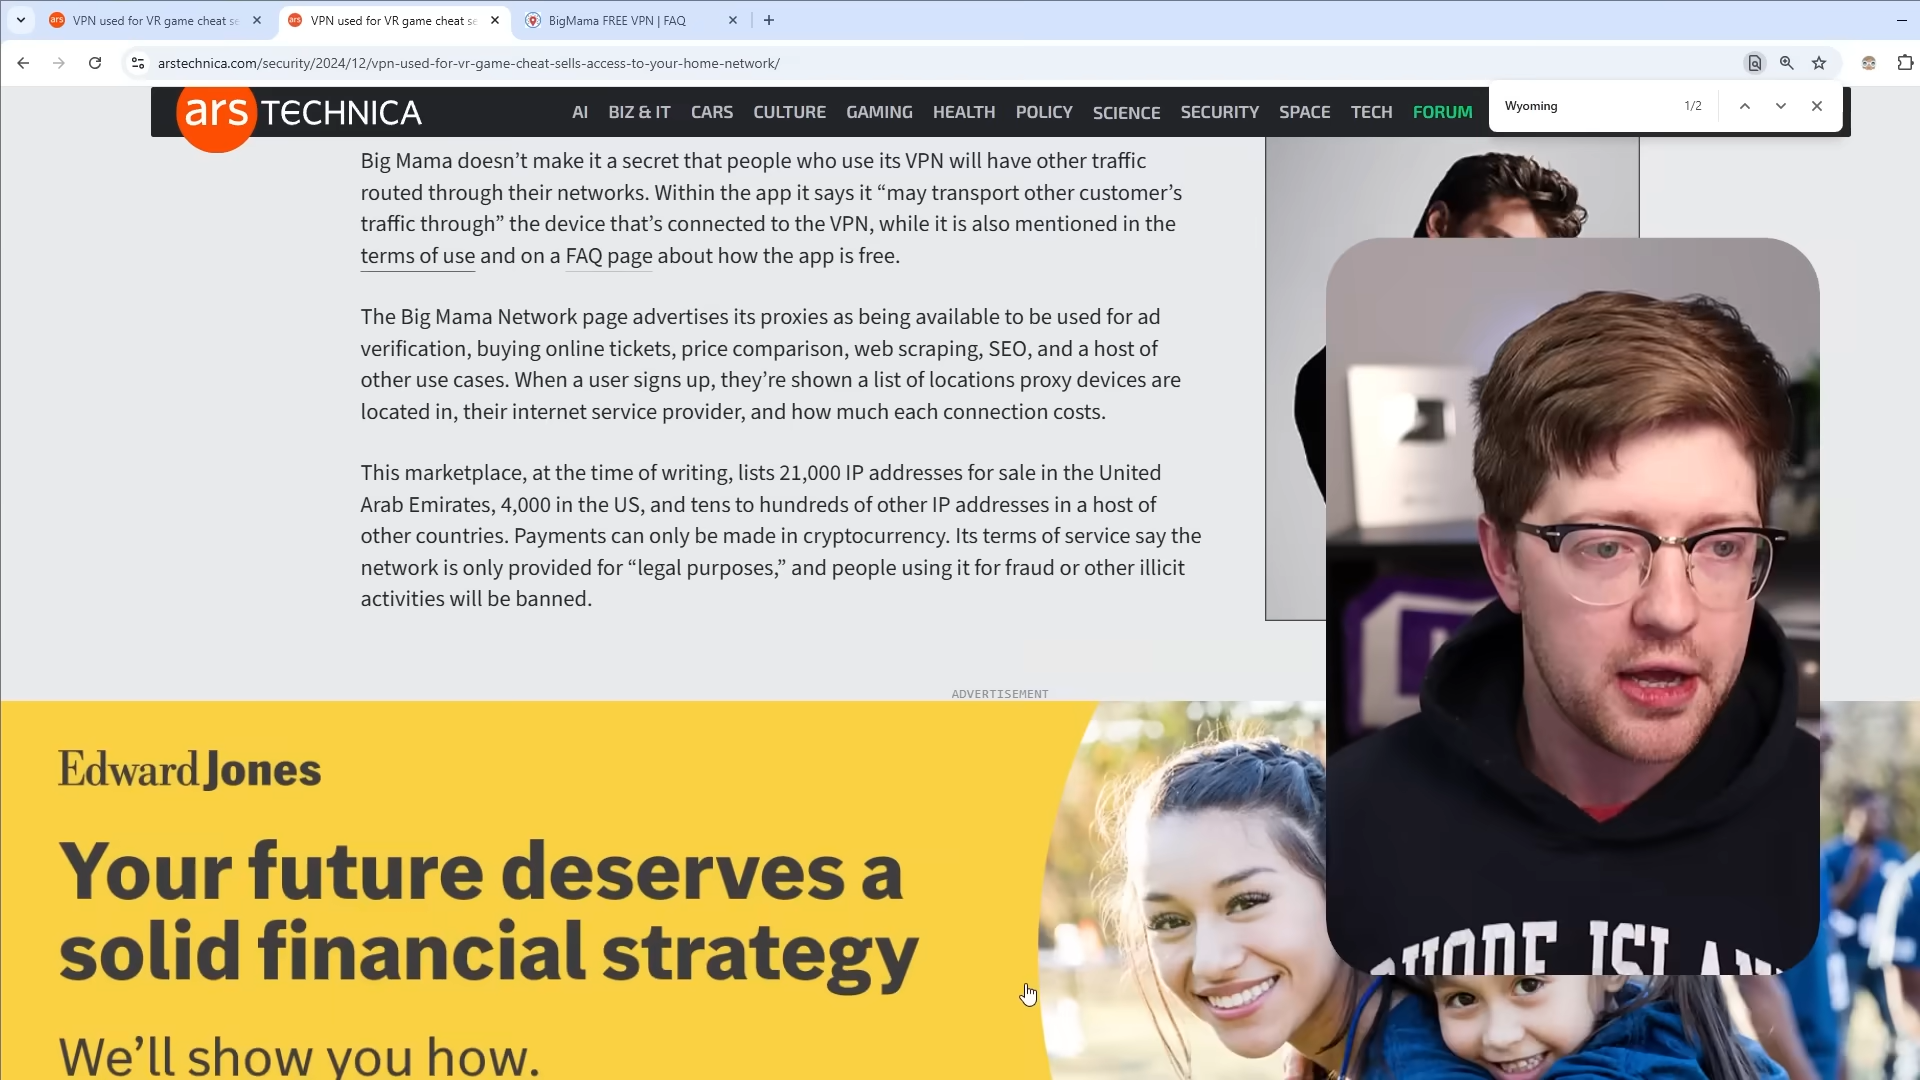 VPN used for VR game cheat se
VPN used for VR game cheat se
BigMama FREE VPN | FAQ
arstechnica.com/security/2024/12/vpn-used-for-vr-game-cheat-sells-access-to-your-home-network/
Wyoming 1/2
ars TECHNICA
AI BIZ & IT CARS CULTURE GAMING HEALTH POLICY SCIENCE SECURITY SPACE TECH FORUM
Big Mama doesn’t make it a secret that people who use its VPN will have other traffic
routed through their networks. Within the app it says it “may transport other customer’s
traffic through” the device that’s connected to the VPN, while it is also mentioned in the
terms of use and on a FAQ page about how the app is free.
The Big Mama Network page advertises its proxies as being available to be used for ad
verification, buying online tickets, price comparison, web scraping, SEO, and a host of
other use cases. When a user signs up, they’re shown a list of locations proxy devices are
located in, their internet service provider, and how much each connection costs.
This marketplace, at the time of writing, lists 21,000 IP addresses for sale in the United
Arab Emirates, 4,000 in the US, and tens to hundreds of other IP addresses in a host of
other countries. Payments can only be made in cryptocurrency. Its terms of service say the
network is only provided for “legal purposes,” and people using it for fraud or other illicit
activities will be banned.
ADVERTISEMENT
Edward Jones
Your future deserves a
solid financial strategy
We’ll show you how.
RHODE ISLAN